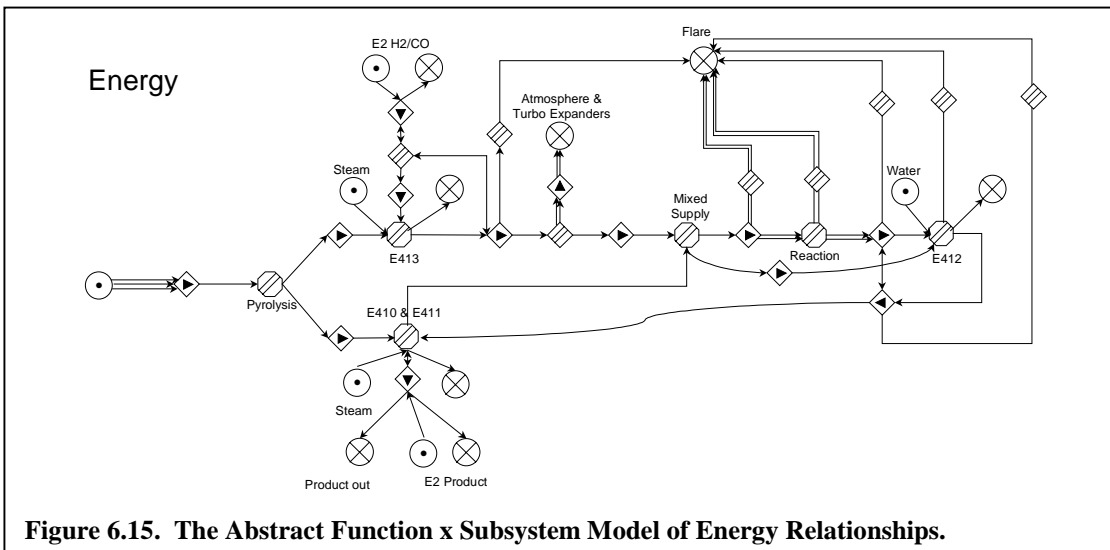 Energy
E2 H2/CO
Flare
Atmosphere &
Turbo Expanders
Steam
Water
Mixed
Supply
E413
Reaction
E412
Pyrolysis
E410 & E411
Steam
Product out
E2 Product
Figure 6.15. The Abstract Function x Subsystem Model of Energy Relationships.